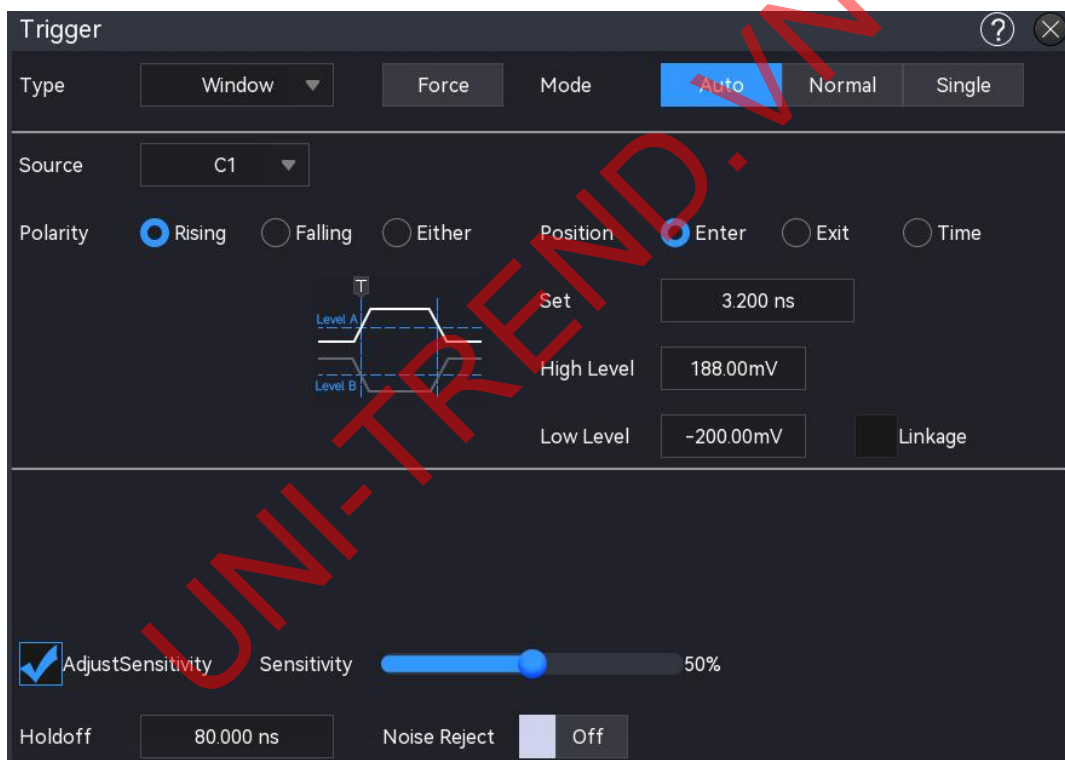 Trigger ?
Type Window Force Mode Auto Normal Single
Source C1
Polarity Rising Falling Either Position Enter Exit Time
T
Level A
Level B
Set 3.200 ns
High Level 188.00mV
Low Level -200.00mV Linkage
AdjustSensitivity Sensitivity 50%
Holdoff 80.000 ns Noise Reject Off
UNI-TREND.VN